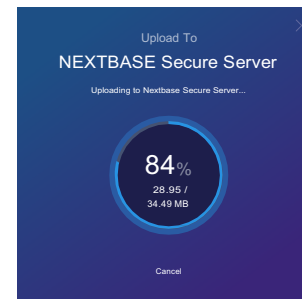 Upload To
NEXTBASE Secure Server
Uploading to Nextbase Secure Server...
84%
28.95 /
34.49 MB
Cancel